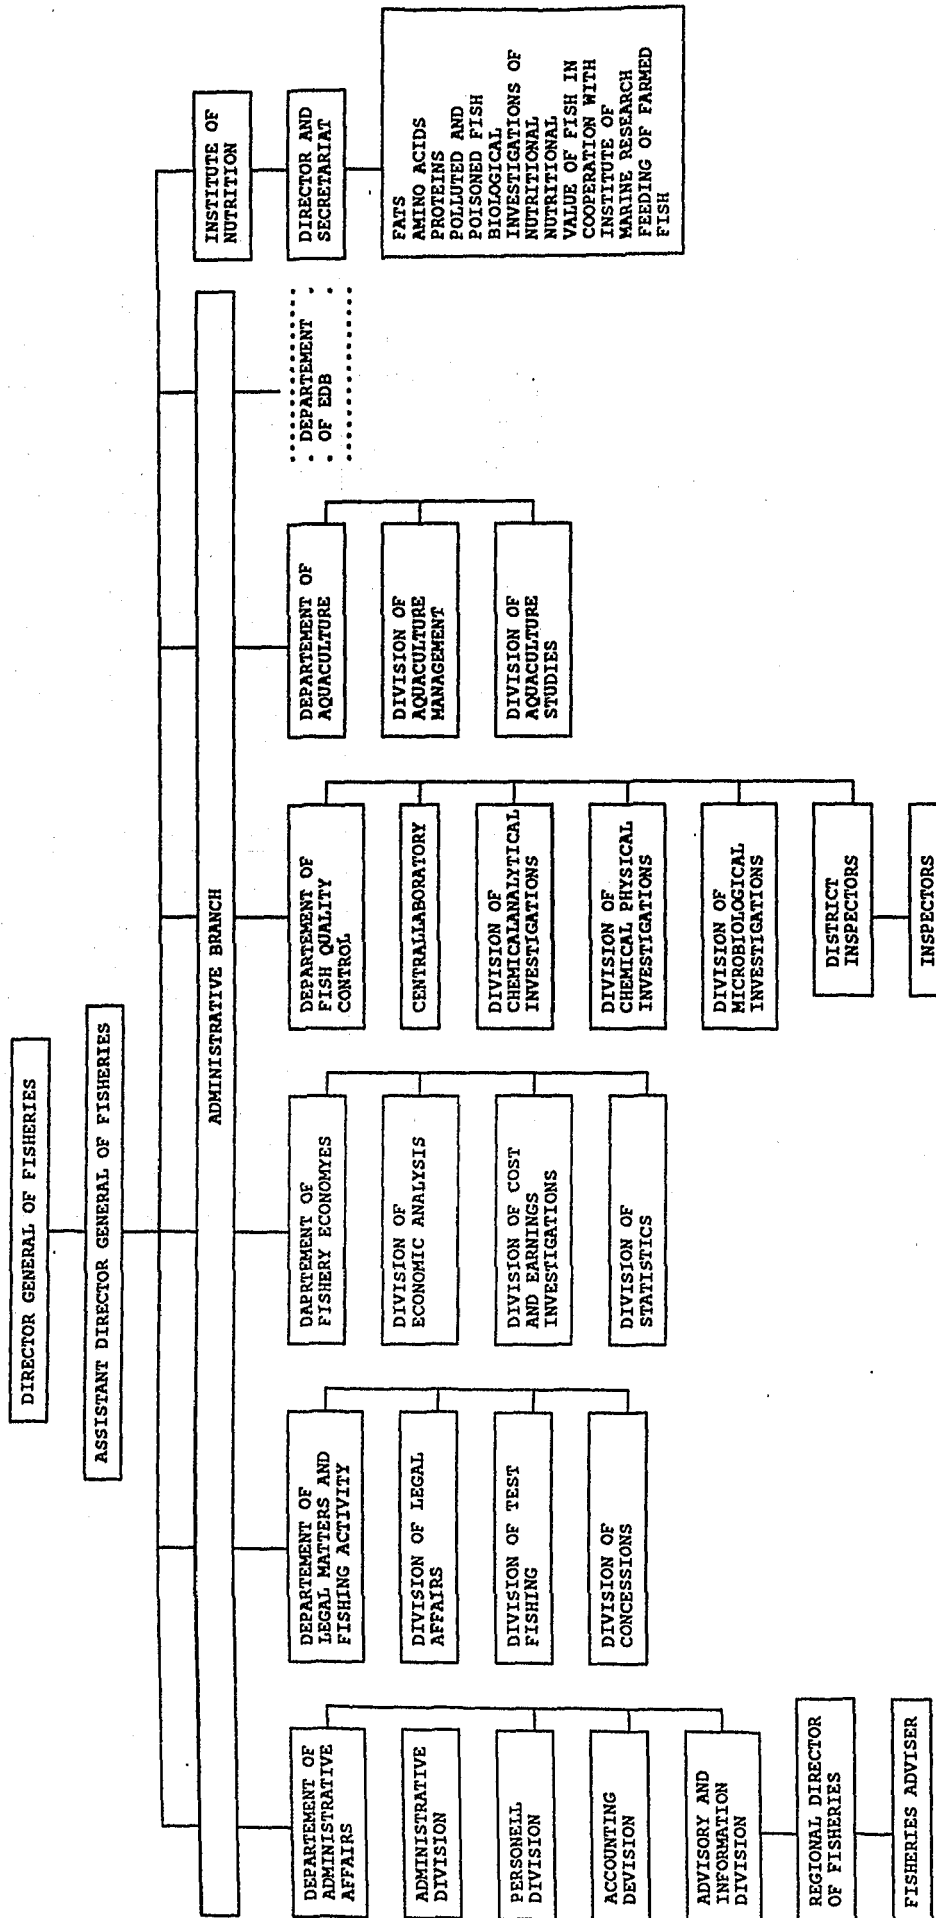 DIRECTOR GENERAL OF FISHERIES
ASSISTANT DIRECTOR GENERAL OF FISHERIES
ADMINISTRATIVE BRANCH
DEPARTEMENT OF
ADMINISTRATIVE
AFFAIRS
ADMINISTRATIVE
DIVISION
PERSONELL
DIVISION
ACCOUNTING
DEVISION
ADVISORY AND
INFORMATION
DIVISION
REGIONAL DIRECTOR
OF FISHERIES
FISHERIES ADVISER
DEPARTEMENT OF
LEGAL MATTERS AND
FISHING ACTIVITY
DIVISION OF LEGAL
AFFAIRS
DIVISION OF TEST
FISHING
DIVISION OF
CONCESSIONS
DAPRTEMENT OF
FISHERY ECONOMYES
DIVISION OF
ECONOMIC ANALYSIS
DIVISION OF COST
AND EARNINGS
INVESTIGATIONS
DIVISION OF
STATISTICS
DEPARTEMENT OF
FISH QUALITY
CONTROL
CENTRALLABORATORY
DIVISION OF
CHEMICALANALYTICAL
INVESTIGATIONS
DIVISION OF
CHEMICAL PHYSICAL
INVESTIGATIONS
DIVISION OF
MICROBIOLOGICAL
INVESTIGATIONS
DISTRICT
INSPECTORS
INSPECTORS
DEPARTEMENT OF
AQUACULTURE
DIVISION OF
AQUACULTURE
MANAGEMENT
DIVISION OF
AQUACULTURE
STUDIES
DEPARTEMENT
OF EDB
INSTITUTE OF
NUTRITION
DIRECTOR AND
SECRETARIAT
FATS
AMINO ACIDS
PROTEINS
POLLUTED AND
POISONED FISH
BIOLOGICAL
INVESTIGATIONS OF
NUTRITIONAL
NUTRITIONAL
VALUE OF FISH IN
COOPERATION WITH
INSTITUTE OF
MARINE RESEARCH
FEEDING OF FARMED
FISH